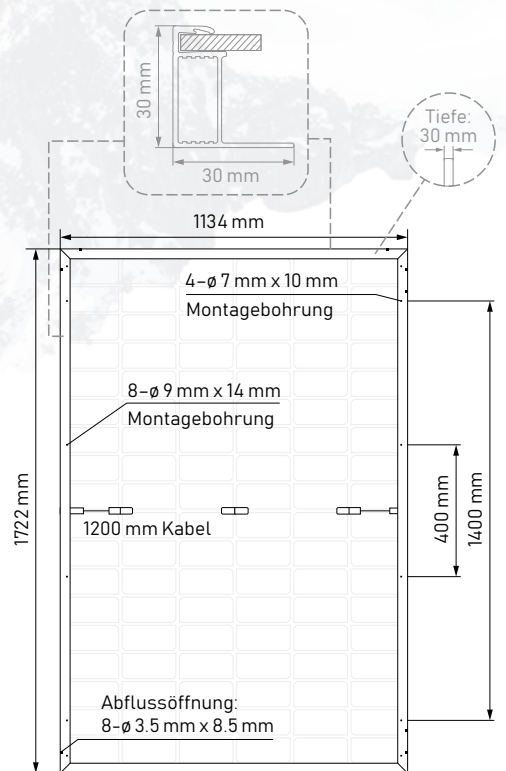 30 mm
30 mm
Tiefe:
30 mm
1134 mm
4-ø 7 mm x 10 mm
Montagebohrung
8-ø 9 mm x 14 mm
Montagebohrung
1722 mm
1200 mm Kabel
400 mm
1400 mm
Abflussöffnung:
8-ø 3.5 mm x 8.5 mm